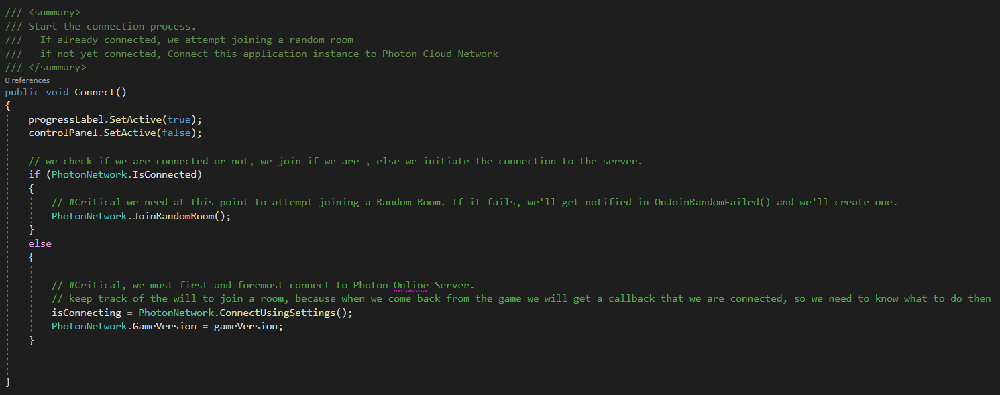 /// <summary>
/// Start the connection process.
/// - If already connected, we attempt joining a random room
/// - if not yet connected, Connect this application instance to Photon Cloud Network
/// </summary>
0 references
public void Connect()
{
progressLabel.SetActive(true);
controlPanel.SetActive(false);
// we check if we are connected or not, we join if we are , else we initiate the connection to the server.
if (PhotonNetwork.IsConnected)
{
// #Critical we need at this point to attempt joining a Random Room. If it fails, we'll get notified in OnJoinRandomFailed() and we'll create one.
PhotonNetwork.JoinRandomRoom();
}
else
{
// #Critical, we must first and foremost connect to Photon Online Server.
// keep track of the will to join a room, because when we come back from the game we will get a callback that we are connected, so we need to know what to do then
isConnecting = PhotonNetwork.ConnectUsingSettings();
PhotonNetwork.GameVersion = gameVersion;
}
}